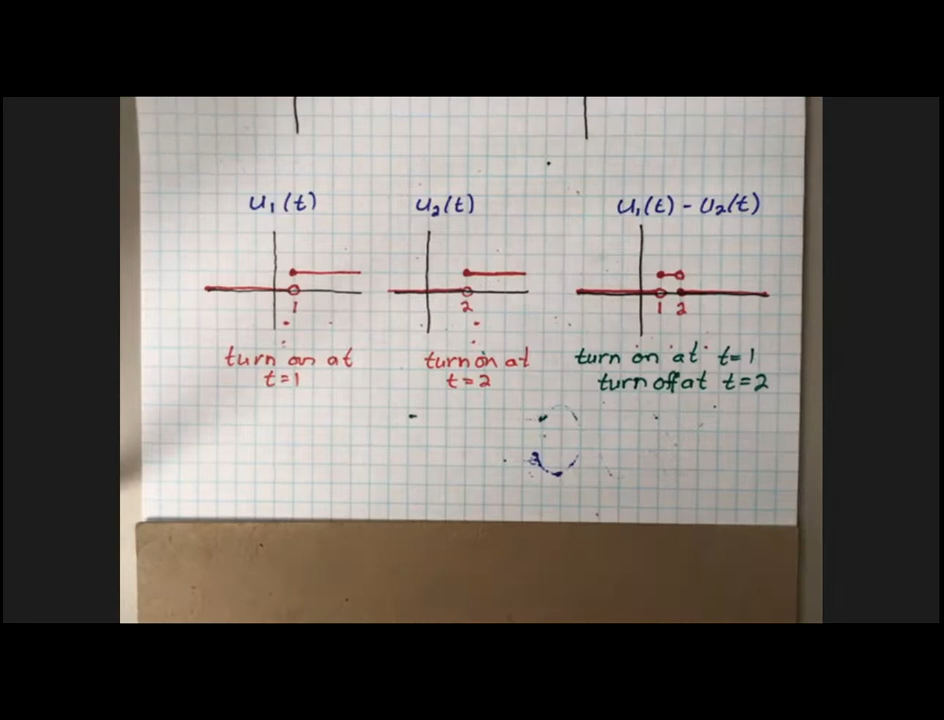 u₁(t)
u₂(t)
u₁(t) - u₂(t)
1
2
1 2
turn on at
t=1
turn on at
t=2
turn on at t=1
turn off at t=2